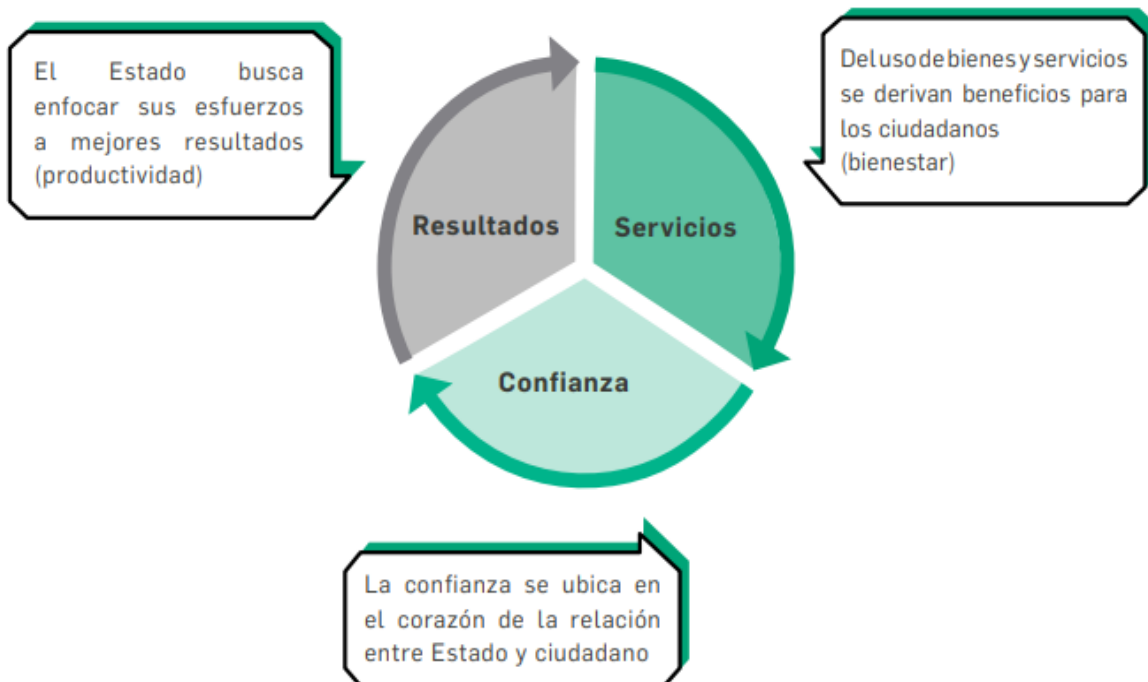 El Estado busca
enfocar sus esfuerzos
a mejores resultados
(productividad)
Del uso de bienes y servicios
se derivan beneficios para
los ciudadanos
(bienestar)
Resultados
Servicios
Confianza
La confianza se ubica en
el corazón de la relación
entre Estado y ciudadano